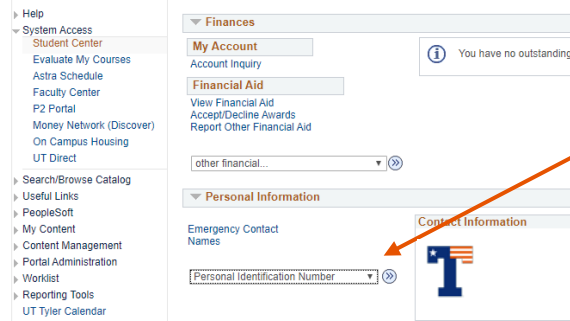 Help
System Access
Student Center
Evaluate My Courses
Astra Schedule
Faculty Center
P2 Portal
Money Network (Discover)
On Campus Housing
UT Direct
Search/Browse Catalog
Useful Links
PeopleSoft
My Content
Content Management
Portal Administration
Worklist
Reporting Tools
UT Tyler Calendar
Finances
My Account
Account Inquiry
Financial Aid
View Financial Aid
Accept/Decline Awards
Report Other Financial Aid
other financial...
You have no outstanding
Personal Information
Emergency Contact
Names
Personal Identification Number
Contact Information
T